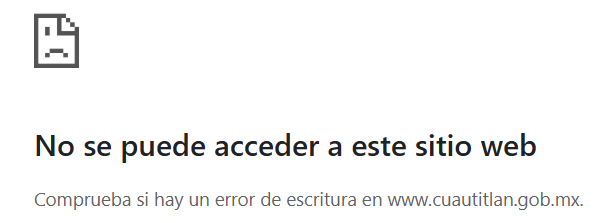 No se puede acceder a este sitio web
Comprueba si hay un error de escritura en www.cuautitlan.gob.mx.